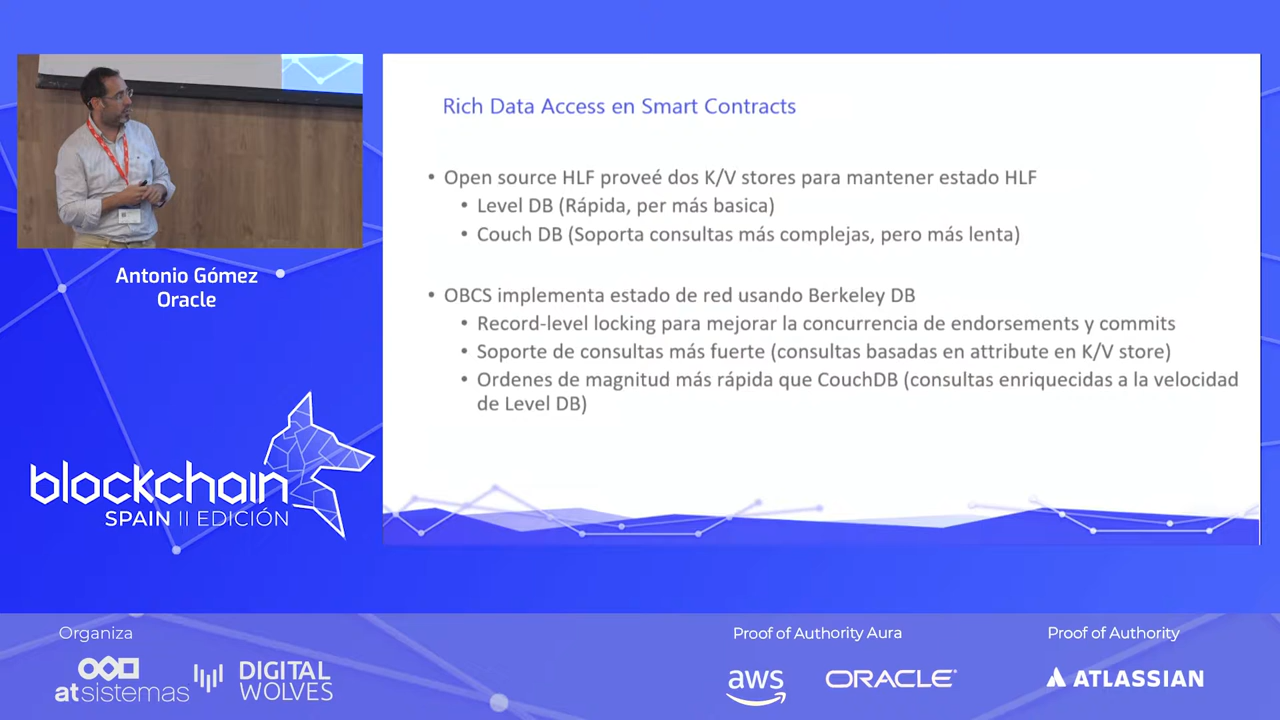 Rich Data Access en Smart Contracts
• Open source HLF proveé dos K/V stores para mantener estado HLF
• Level DB (Rápida, per más basica)
• Couch DB (Soporta consultas más complejas, pero más lenta)
• OBCS implementa estado de red usando Berkeley DB
• Record-level locking para mejorar la concurrencia de endorsements y commits
• Soporte de consultas más fuerte (consultas basadas en attribute en K/V store)
• Ordenes de magnitud más rápida que CouchDB (consultas enriquecidas a la velocidad
de Level DB)
Antonio Gómez
Oracle
blockchain
SPAIN II EDICIÓN
Organiza
atsistemas
DIGITAL
WOLVES
Proof of Authority Aura
aws
ORACLE
Proof of Authority
ATLASSIAN